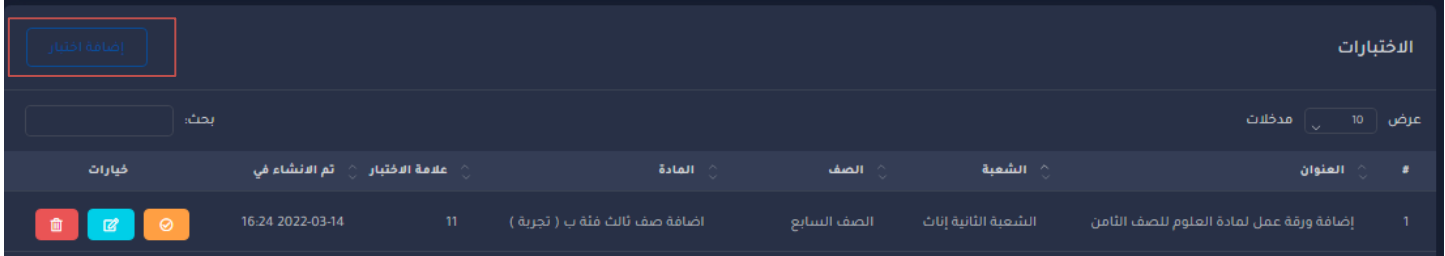 الاختبارات
إضافة اختبار
عرض 10 مدخلات
بحث:
# العنوان الشعبة الصف المادة علامة الاختبار تم الانشاء في خيارات
1 إضافة ورقة عمل لمادة العلوم للصف الثامن الشعبة الثانية إناث الصف السابع اضافة صف ثالث فئة ب ( تجربة ) 11 2022-03-14 16:24